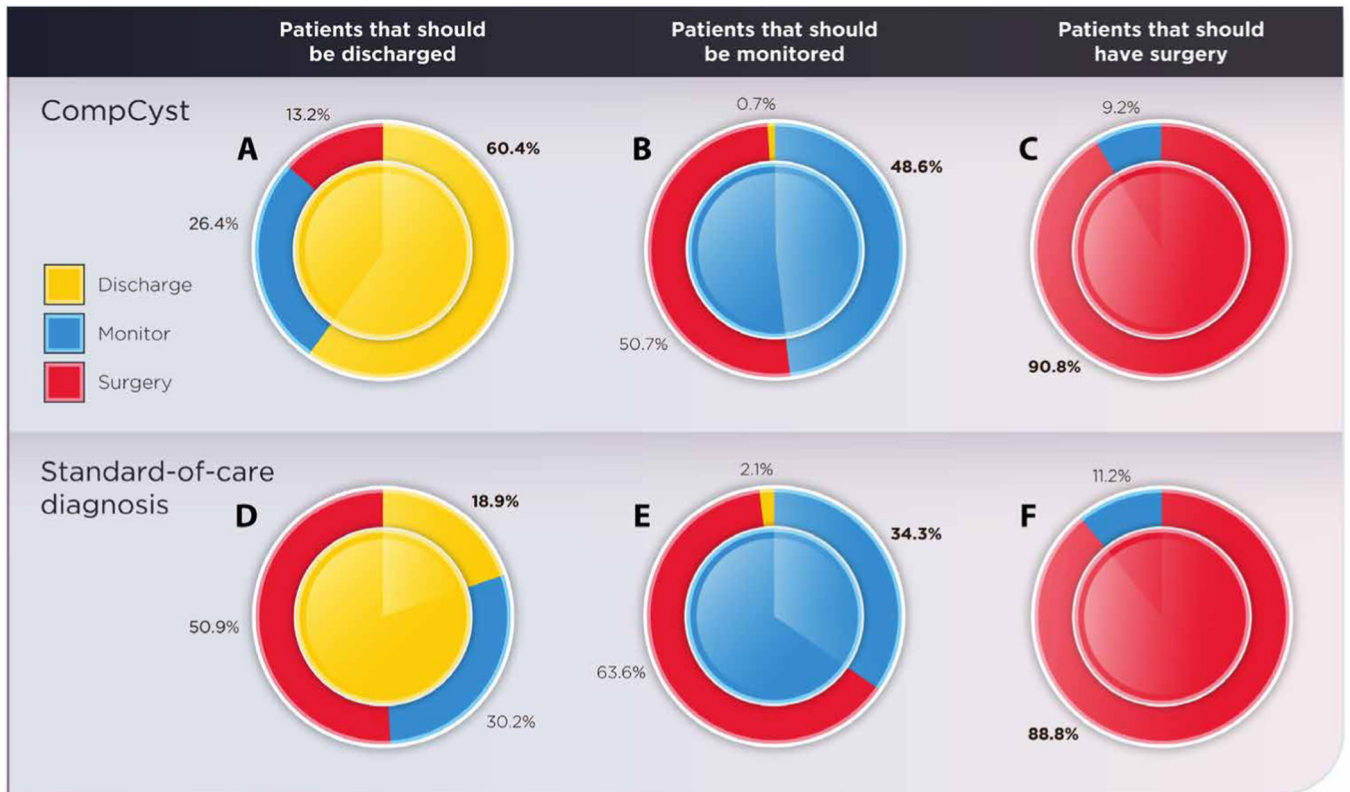 Patients that should
be discharged
Patients that should
be monitored
Patients that should
have surgery
CompCyst
A
13.2%
60.4%
26.4%
B
0.7%
48.6%
50.7%
C
9.2%
90.8%
Discharge
Monitor
Surgery
Standard-of-care
diagnosis
D
18.9%
50.9%
30.2%
E
2.1%
34.3%
63.6%
F
11.2%
88.8%